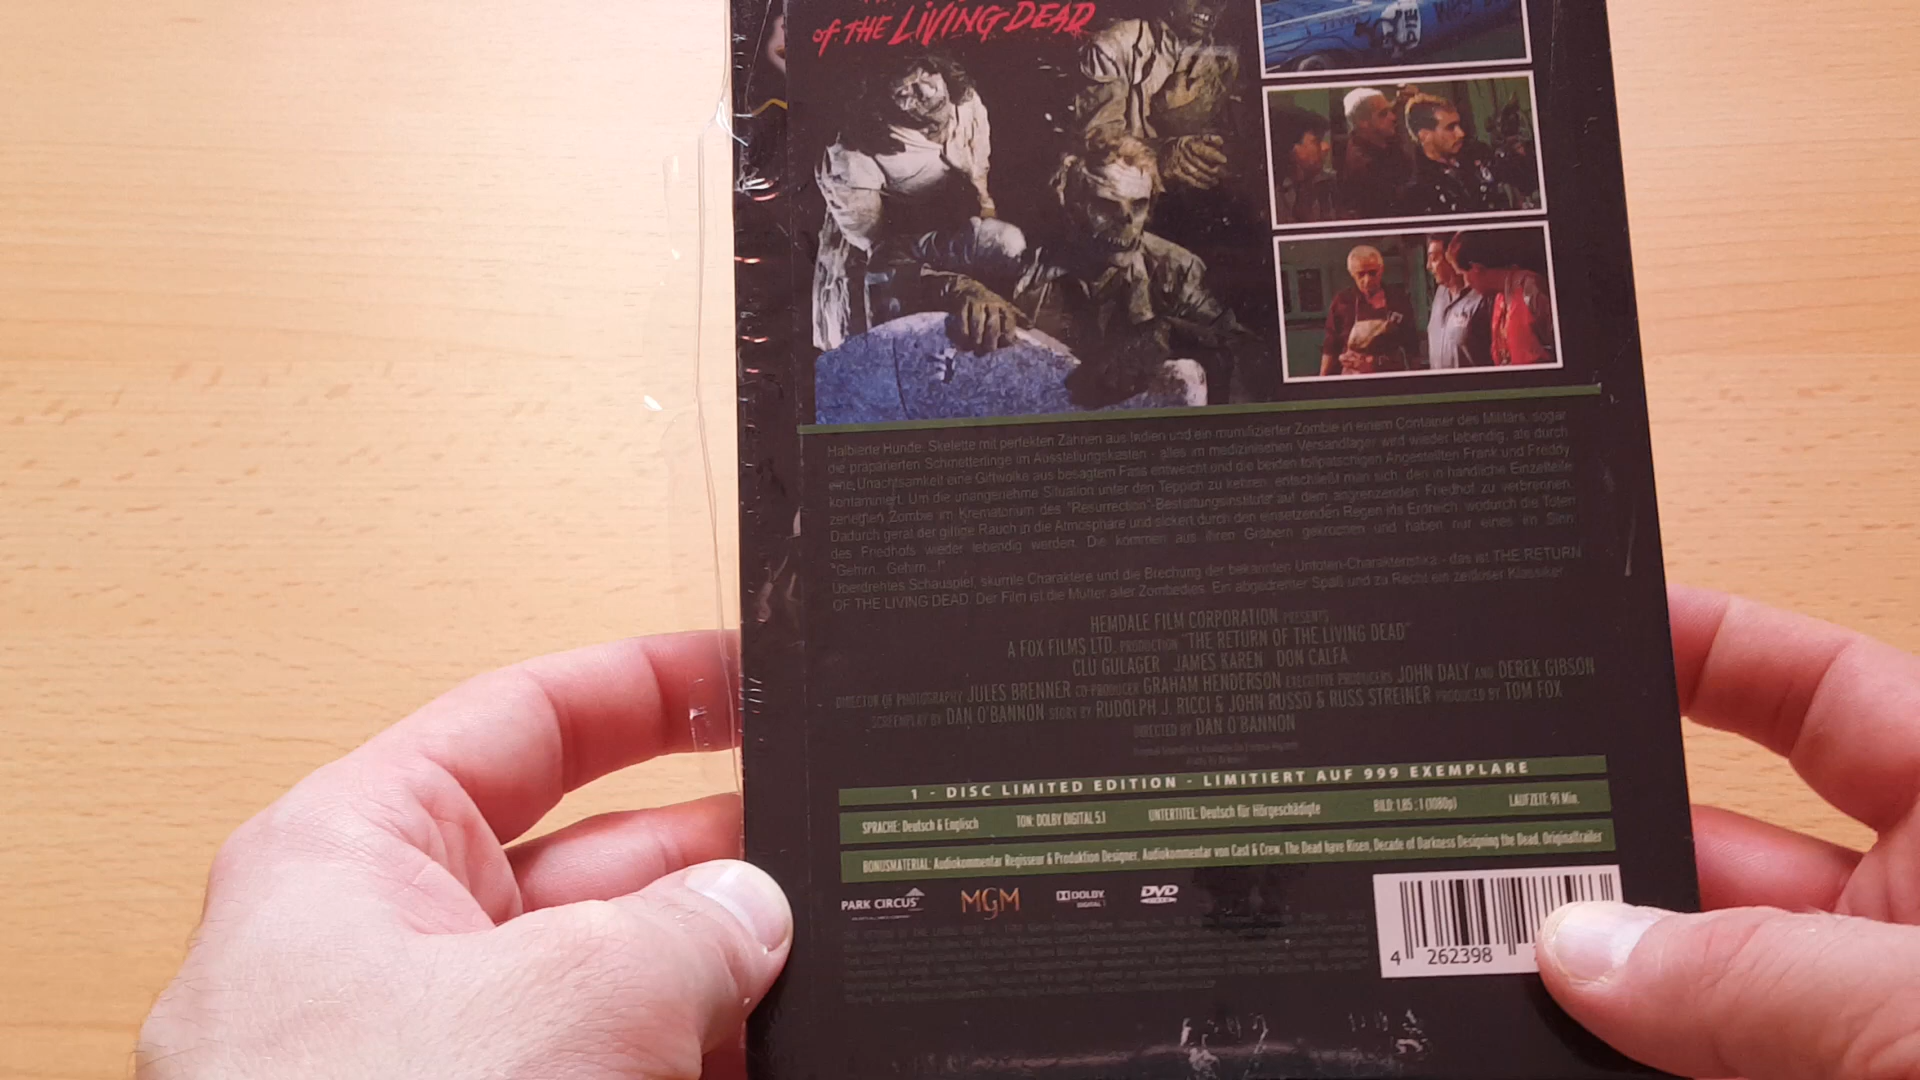 of THE LiViNG DEAD
Halbierte Hunde, Skelette mit perfekten Zähnen aus Indien und ein mumifizierter Zombie in einem Container des Militärs, sogar
die präparierten Schmetterlinge im Ausstellungskasten - alles im medizinischen Versandlager wird wieder lebendig, als durch
eine Unachtsamkeit eine Giftwolke aus besagtem Fass entweicht und die beiden tollpatschigen Angestellten Frank und Freddy
kontaminiert. Um die unangenehme Situation unter den Teppich zu kehren, entschließt man sich, den in handliche Einzelteile
zerlegten Zombie im Krematorium des "Resurrection"-Bestattungsinstituts auf dem angrenzenden Friedhof zu verbrennen.
Dadurch gerät der giftige Rauch in die Atmosphäre und sickert durch den einsetzenden Regen ins Erdreich, wodurch die Toten
des Friedhofs wieder lebendig werden. Die kommen aus ihren Gräbern gekrochen und haben nur eines im Sinn:
"Gehirn...Gehirn...!"
Überdrehtes Schauspiel, skurrile Charaktere und die Brechung der bekannten Untoten-Charakteristika - das ist THE RETURN
OF THE LIVING DEAD. Der Film ist die Mutter aller Zombedies. Ein abgedrehter Spaß und zu Recht ein zeitloser Klassiker.
HEMDALE FILM CORPORATION PRESENTS
A FOX FILMS LTD. PRODUCTION "THE RETURN OF THE LIVING DEAD"
CLU GULAGER JAMES KAREN DON CALFA
DIRECTOR OF PHOTOGRAPHY JULES BRENNER CO PRODUCER GRAHAM HENDERSON EXECUTIVE PRODUCERS JOHN DALY AND DEREK GIBSON
SCREENPLAY BY DAN O'BANNON STORY BY RUDOLPH J. RICCI & JOHN RUSSO & RUSS STREINER PRODUCED BY TOM FOX
DIRECTED BY DAN O'BANNON
1 - DISC LIMITED EDITION - LIMITIERT AUF 999 EXEMPLARE
SPRACHE: Deutsch & Englisch TON: DOLBY DIGITAL 5.1 UNTERTITEL: Deutsch für Hörgeschädigte BILD: 1,85 : 1 (1080p) LAUFZEIT: 91 Min.
BONUSMATERIAL: Audiokommentar Regisseur & Produktion Designer, Audiokommentar von Cast & Crew, The Dead have Risen, Decade of Darkness Designing the Dead, Originaltrailer
PARK CIRCUS MGM DOLBY DIGITAL DVD
4 262398